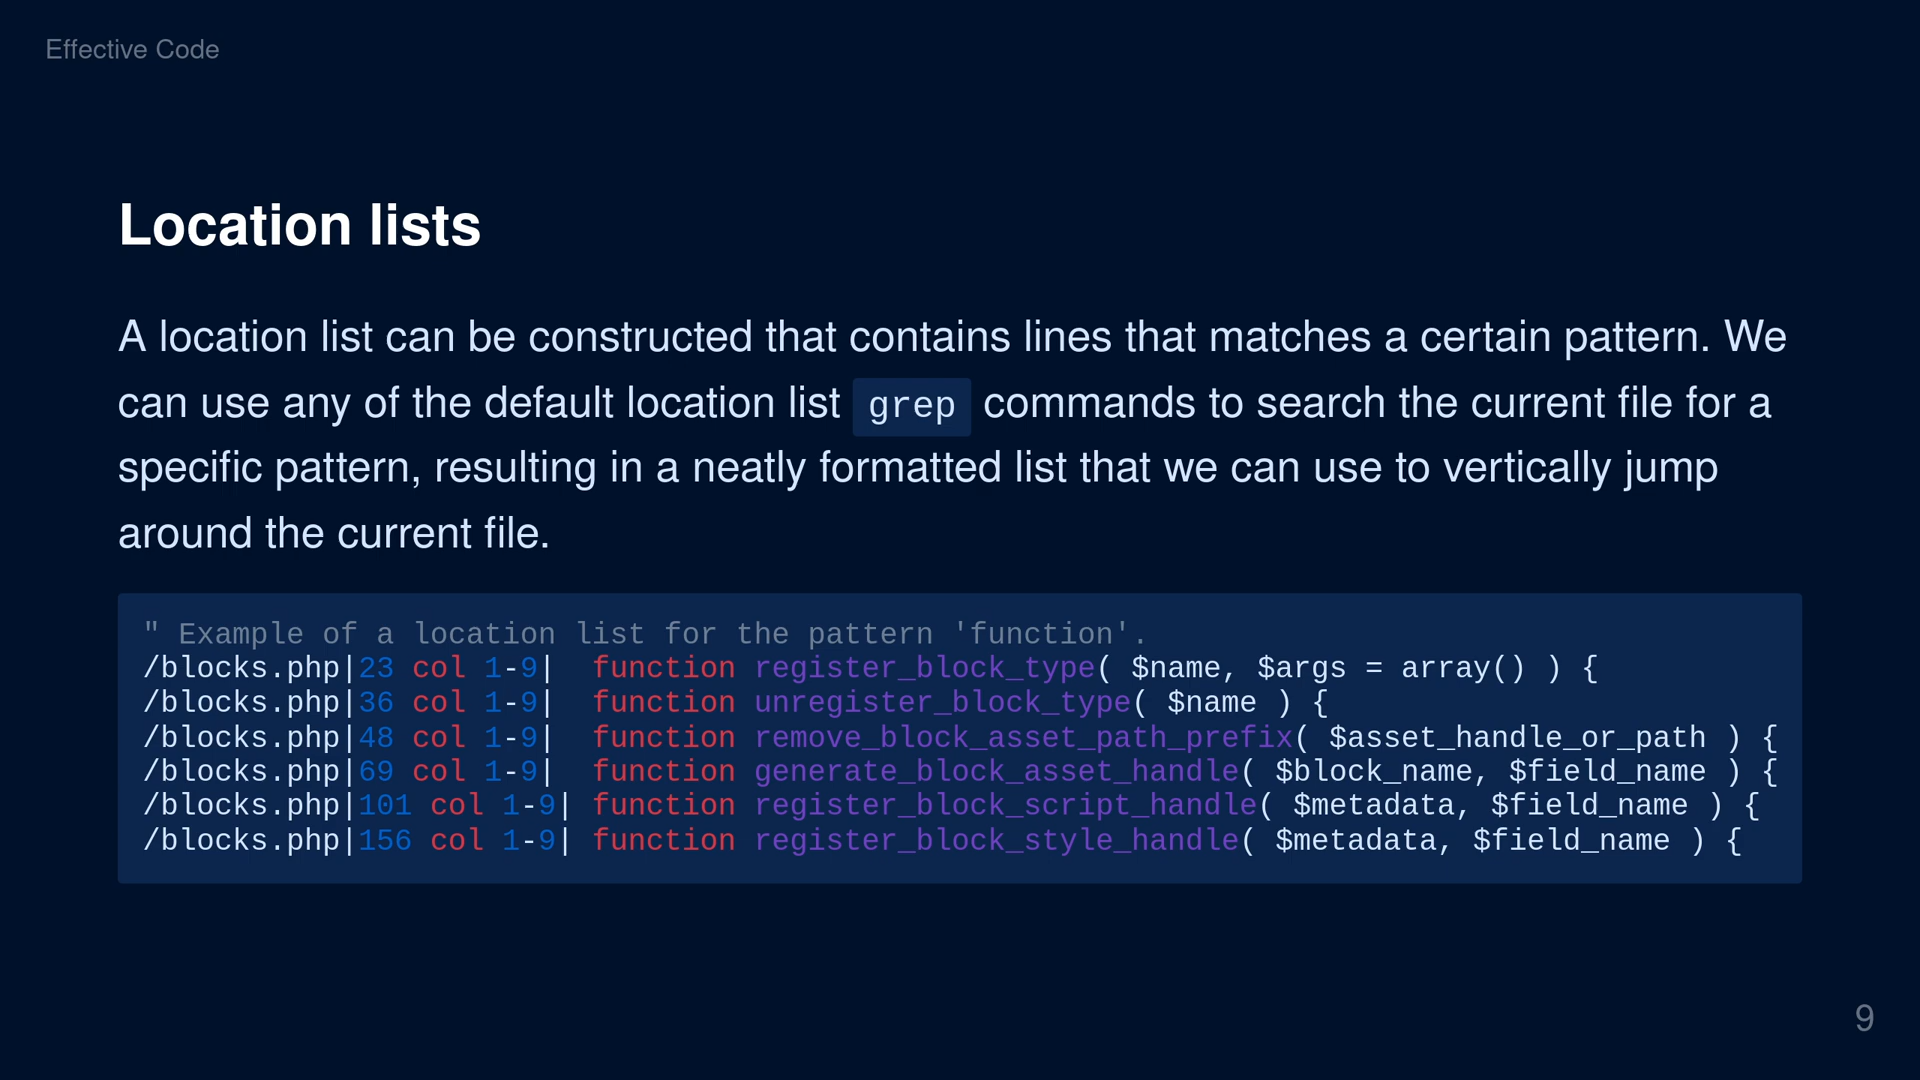 Effective Code
Location lists
A location list can be constructed that contains lines that matches a certain pattern. We
can use any of the default location list grep commands to search the current file for a
specific pattern, resulting in a neatly formatted list that we can use to vertically jump
around the current file.
" Example of a location list for the pattern 'function'.
/blocks.php|23 col 1-9|  function register_block_type( $name, $args = array() ) {
/blocks.php|36 col 1-9|  function unregister_block_type( $name ) {
/blocks.php|48 col 1-9|  function remove_block_asset_path_prefix( $asset_handle_or_path ) {
/blocks.php|69 col 1-9|  function generate_block_asset_handle( $block_name, $field_name ) {
/blocks.php|101 col 1-9| function register_block_script_handle( $metadata, $field_name ) {
/blocks.php|156 col 1-9| function register_block_style_handle( $metadata, $field_name ) {
9